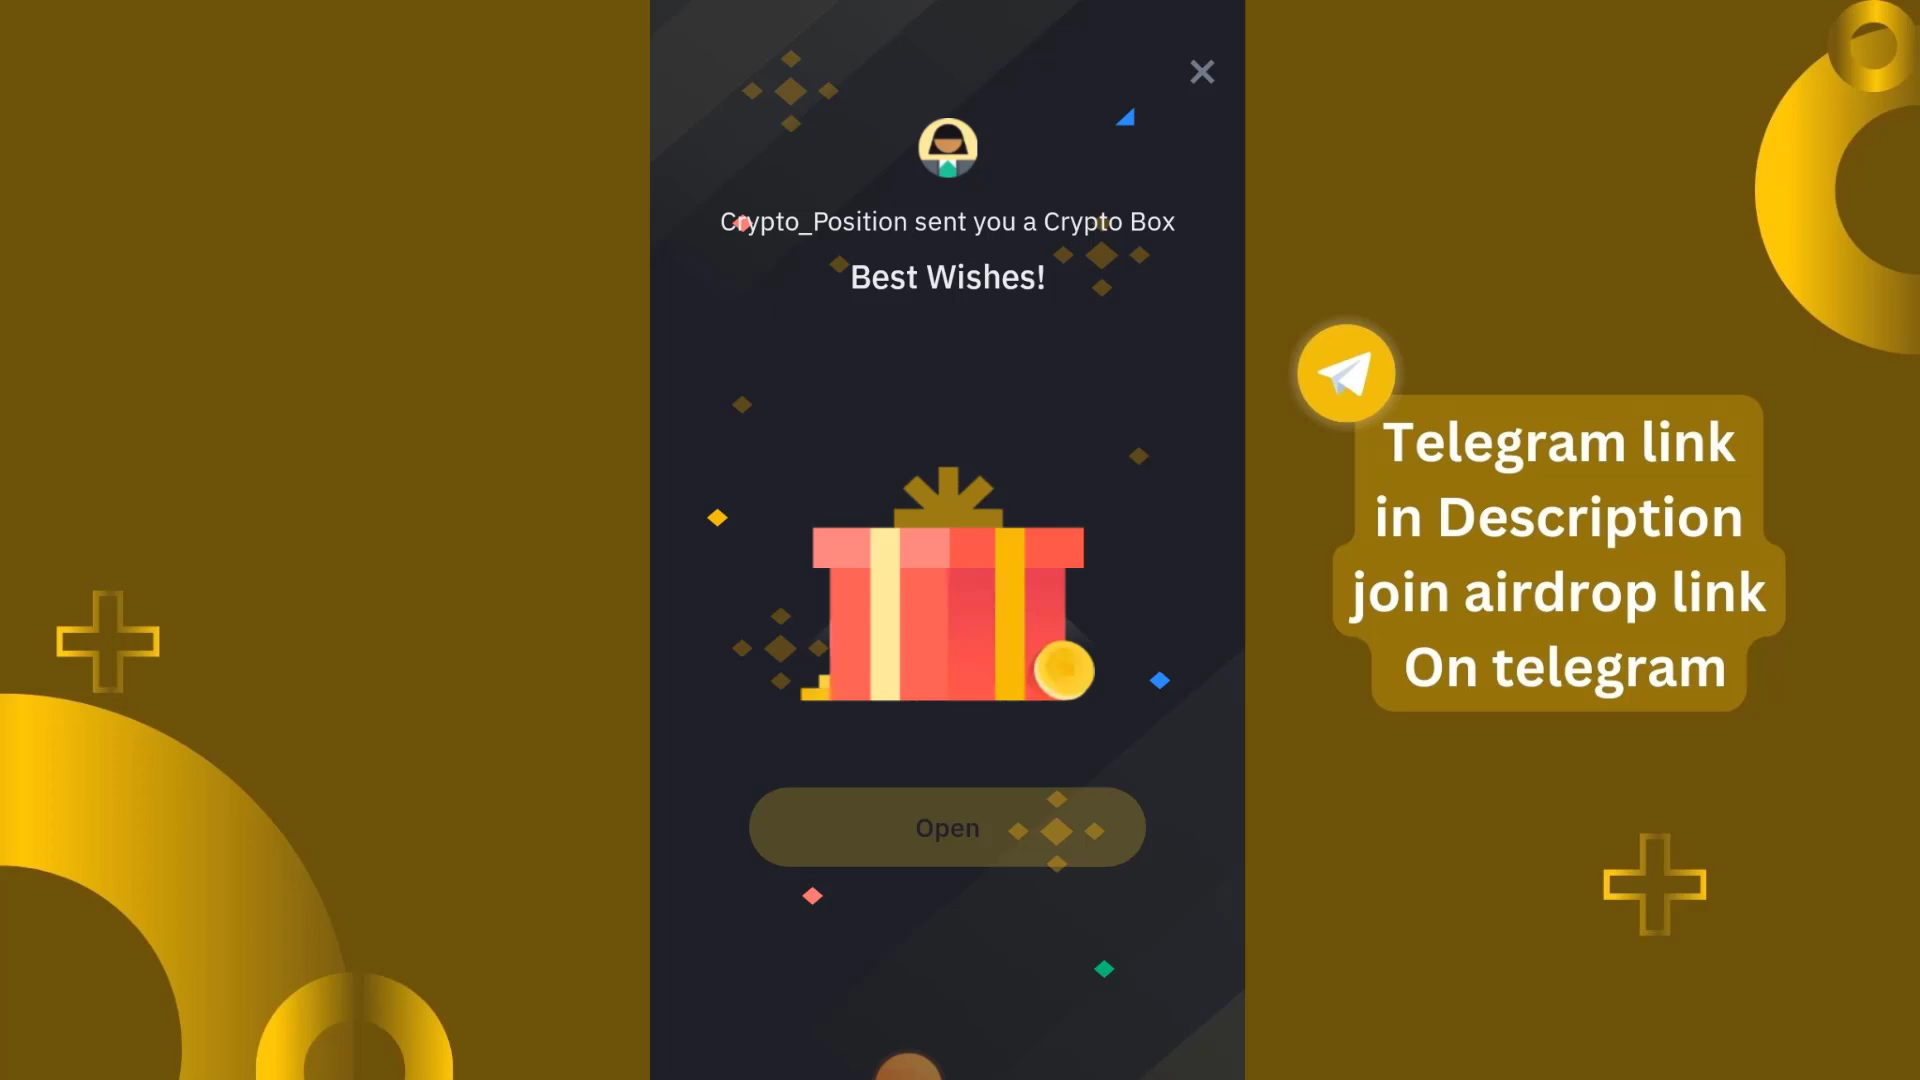 Crypto_Position sent you a Crypto Box
Best Wishes!
Open
Telegram link
in Description
join airdrop link
On telegram